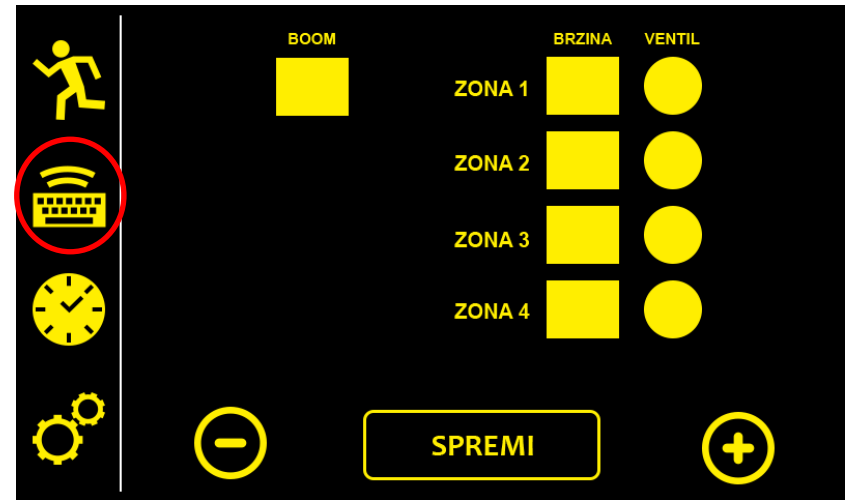 BOOM BRZINA VENTIL
ZONA 1
ZONA 2
ZONA 3
ZONA 4
SPREMI